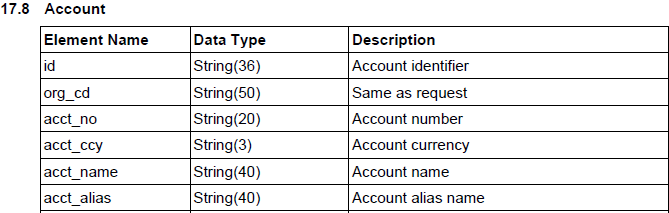 17.8 Account
Element Name Data Type Description
id String(36) Account identifier
org_cd String(50) Same as request
acct_no String(20) Account number
acct_ccy String(3) Account currency
acct_name String(40) Account name
acct_alias String(40) Account alias name